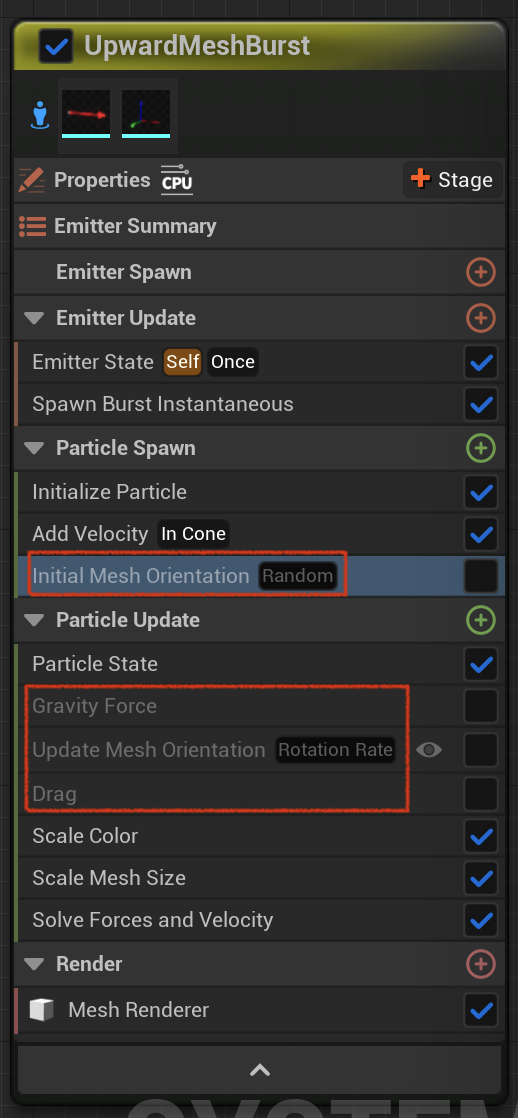 UpwardMeshBurst
Properties CPU Stage
Emitter Summary
Emitter Spawn
Emitter Update
Emitter State Self Once
Spawn Burst Instantaneous
Particle Spawn
Initialize Particle
Add Velocity In Cone
Initial Mesh Orientation Random
Particle Update
Particle State
Gravity Force
Update Mesh Orientation Rotation Rate
Drag
Scale Color
Scale Mesh Size
Solve Forces and Velocity
Render
Mesh Renderer